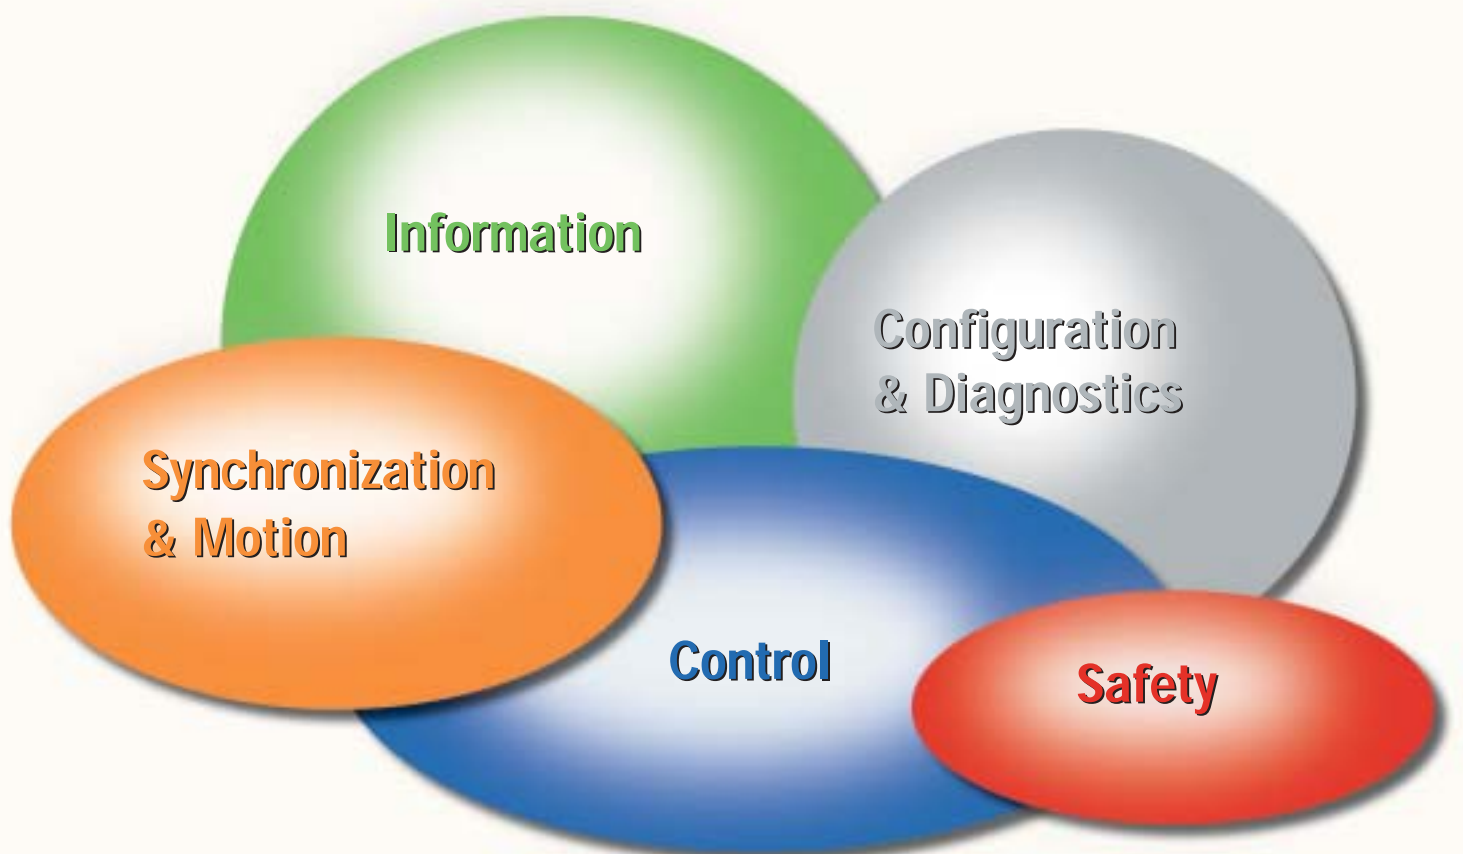 Information
Configuration
& Diagnostics
Synchronization
& Motion
Control
Safety